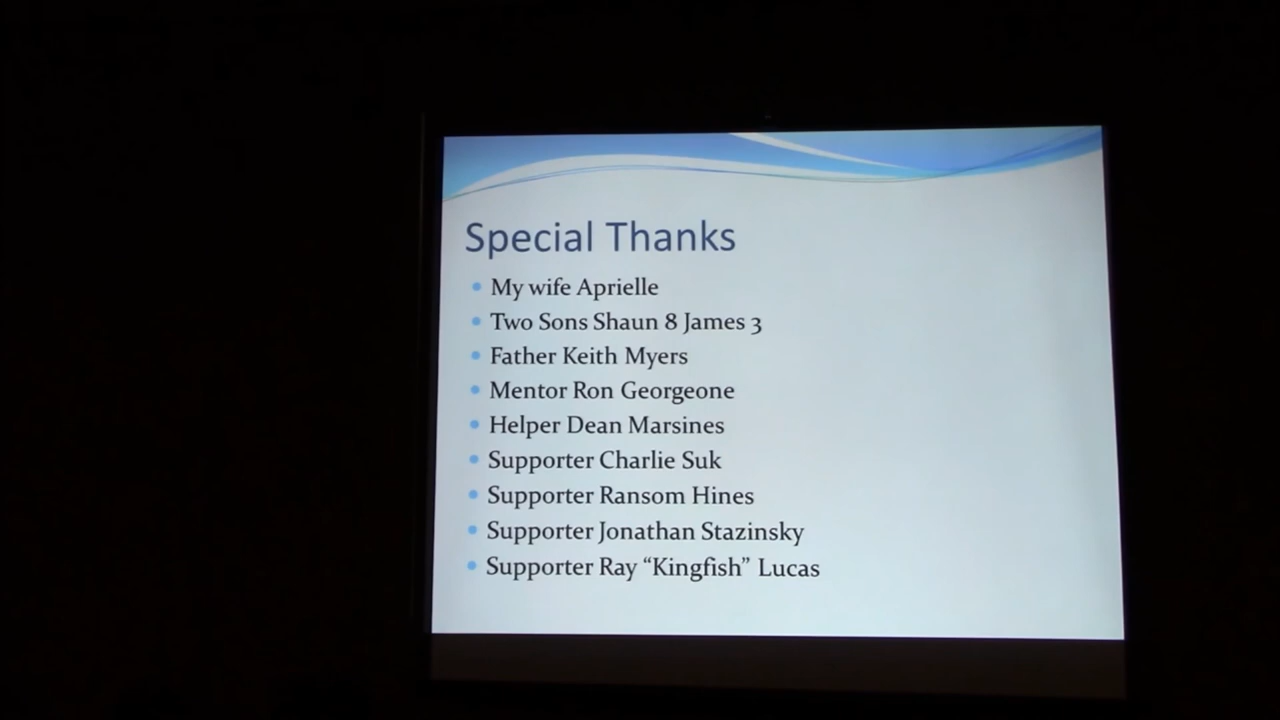 Special Thanks
My wife Aprielle
Two Sons Shaun 8 James 3
Father Keith Myers
Mentor Ron Georgeone
Helper Dean Marsines
Supporter Charlie Suk
Supporter Ransom Hines
Supporter Jonathan Stazinsky
Supporter Ray “Kingfish” Lucas